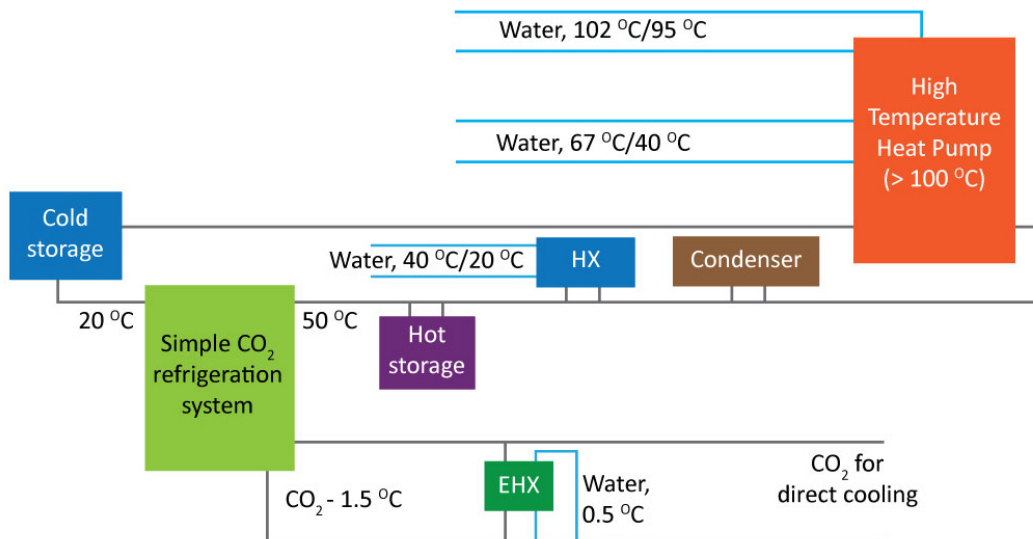 Water, 102 °C/95 °C
High
Temperature
Heat Pump
(> 100 °C)
Water, 67 °C/40 °C
Cold
storage
Water, 40 °C/20 °C
HX
Condenser
20 °C
50 °C
Simple CO₂
refrigeration
system
Hot
storage
CO₂ - 1.5 °C
EHX
Water,
0.5 °C
CO₂ for
direct cooling